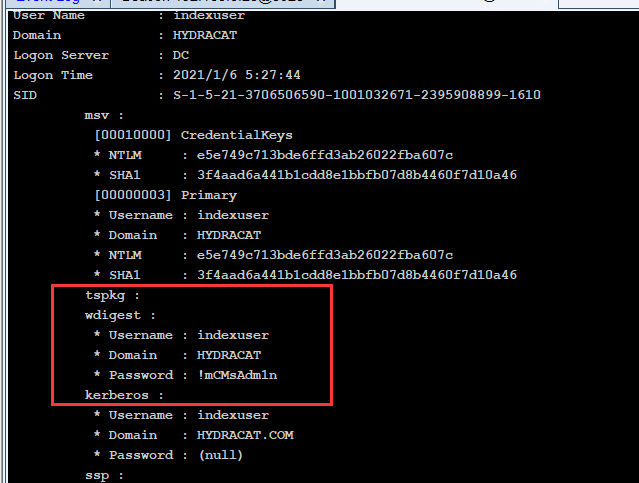 User Name : indexuser
Domain : HYDRACAT
Logon Server : DC
Logon Time : 2021/1/6 5:27:44
SID : S-1-5-21-3706506590-1001032671-2395908899-1610
msv :
[00010000] CredentialKeys
* NTLM : e5e749c713bde6ffd3ab26022fba607c
* SHA1 : 3f4aad6a441b1cdd8e1bbfb07d8b4460f7d10a46
[00000003] Primary
* Username : indexuser
* Domain : HYDRACAT
* NTLM : e5e749c713bde6ffd3ab26022fba607c
* SHA1 : 3f4aad6a441b1cdd8e1bbfb07d8b4460f7d10a46
tspkg :
wdigest :
* Username : indexuser
* Domain : HYDRACAT
* Password : !mCMsAdm1n
kerberos :
* Username : indexuser
* Domain : HYDRACAT.COM
* Password : (null)
ssp :